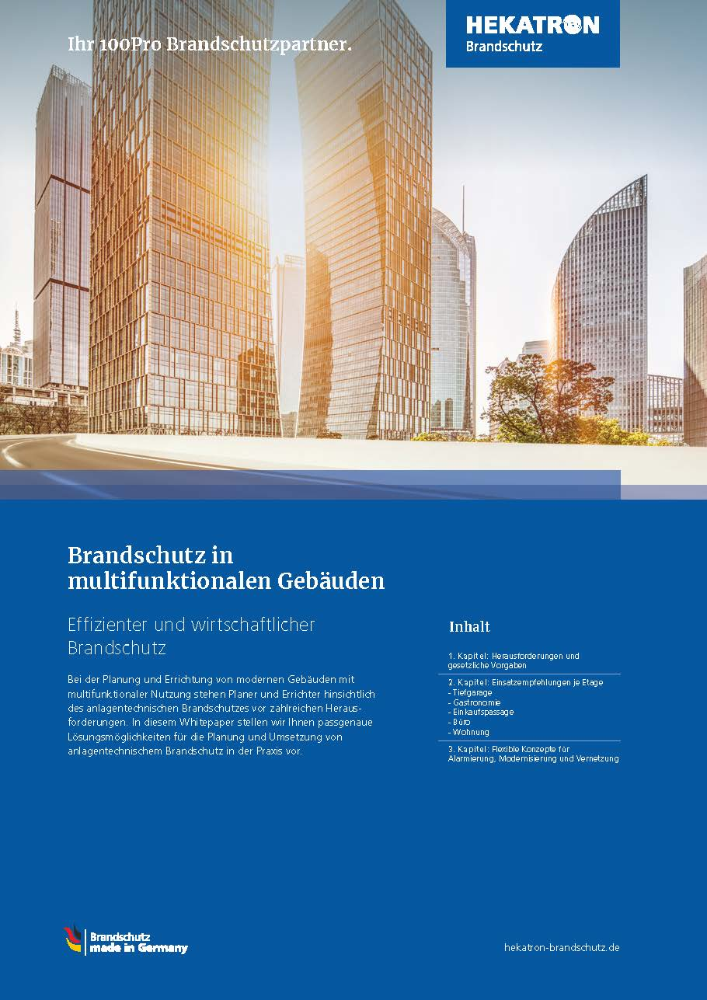 Ihr 100Pro Brandschutzpartner.
HEKATRON
Brandschutz
Brandschutz in
multifunktionalen Gebäuden
Effizienter und wirtschaftlicher
Brandschutz
Bei der Planung und Errichtung von modernen Gebäuden mit
multifunktionaler Nutzung stehen Planer und Errichter hinsichtlich
des anlagentechnischen Brandschutzes vor zahlreichen Heraus-
forderungen. In diesem Whitepaper stellen wir Ihnen passgenaue
Lösungsmöglichkeiten für die Planung und Umsetzung von
anlagentechnischem Brandschutz in der Praxis vor.
Inhalt
1. Kapitel: Herausforderungen und
gesetzliche Vorgaben
2. Kapitel: Einsatzempfehlungen je Etage
- Tiefgarage
- Gastronomie
- Einkaufspassage
- Büro
- Wohnung
3. Kapitel: Flexible Konzepte für
Alarmierung, Modernisierung und Vernetzung
Brandschutz
made in Germany
hekatron-brandschutz.de